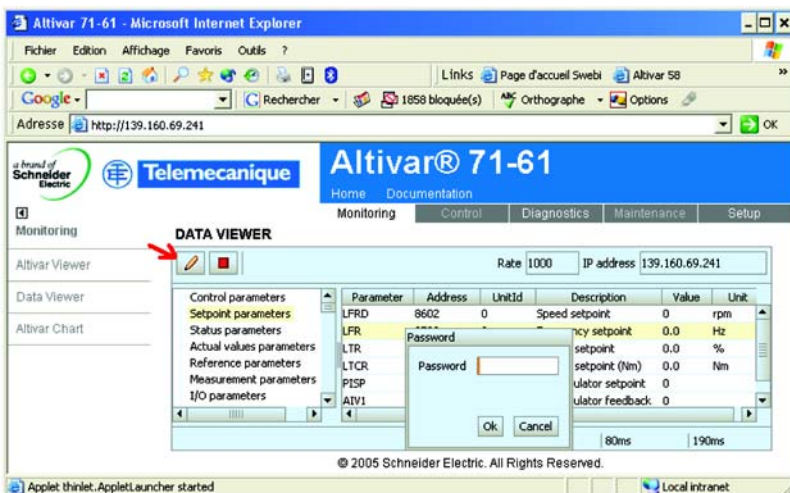 Altivar 71-61 - Microsoft Internet Explorer
Fichier Edition Affichage Favoris Outils ?
Links Page d'accueil Swebi Altivar 58 »
Google - Rechercher 1858 bloquée(s) ABC Orthographe Options
Adresse http://139.160.69.241 OK
a brand of
Schneider
Electric
Telemecanique
Altivar® 71-61
Home Documentation
Monitoring Control Diagnostics Maintenance Setup
Monitoring
Altivar Viewer
Data Viewer
Altivar Chart
DATA VIEWER
Rate 1000 IP address 139.160.69.241
Control parameters
Setpoint parameters
Status parameters
Actual values parameters
Reference parameters
Measurement parameters
I/O parameters
Parameter Address UnitId Description Value Unit
LFRD 8602 0 Speed setpoint 0 rpm
LFR ncy setpoint 0.0 Hz
LTR setpoint 0.0 %
LTCR setpoint (Nm) 0.0 Nm
PISP ulator setpoint 0
AIV1 ulator feedback 0
Password
Password
Ok Cancel
80ms 190ms
© 2005 Schneider Electric. All Rights Reserved.
Applet thinlet.AppletLauncher started Local intranet